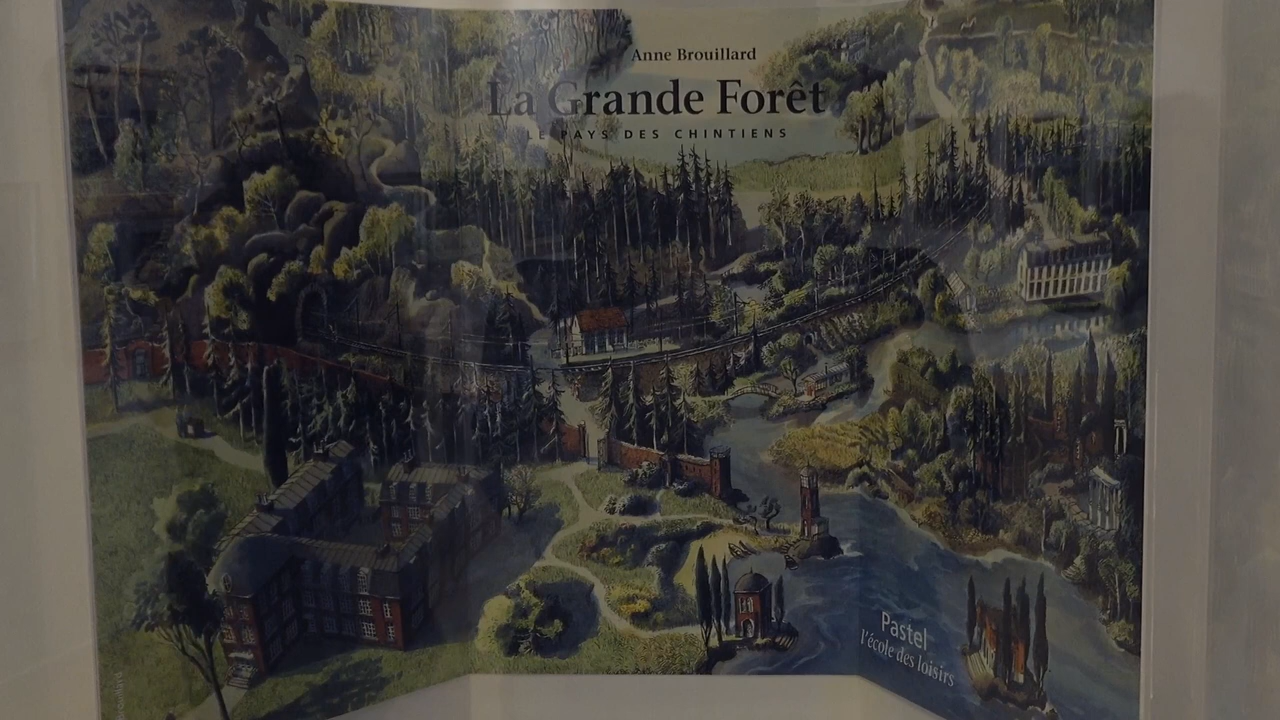 Anne Brouillard
La Grande Forêt
LE PAYS DES CHINTIENS
Pastel
l'école des loisirs